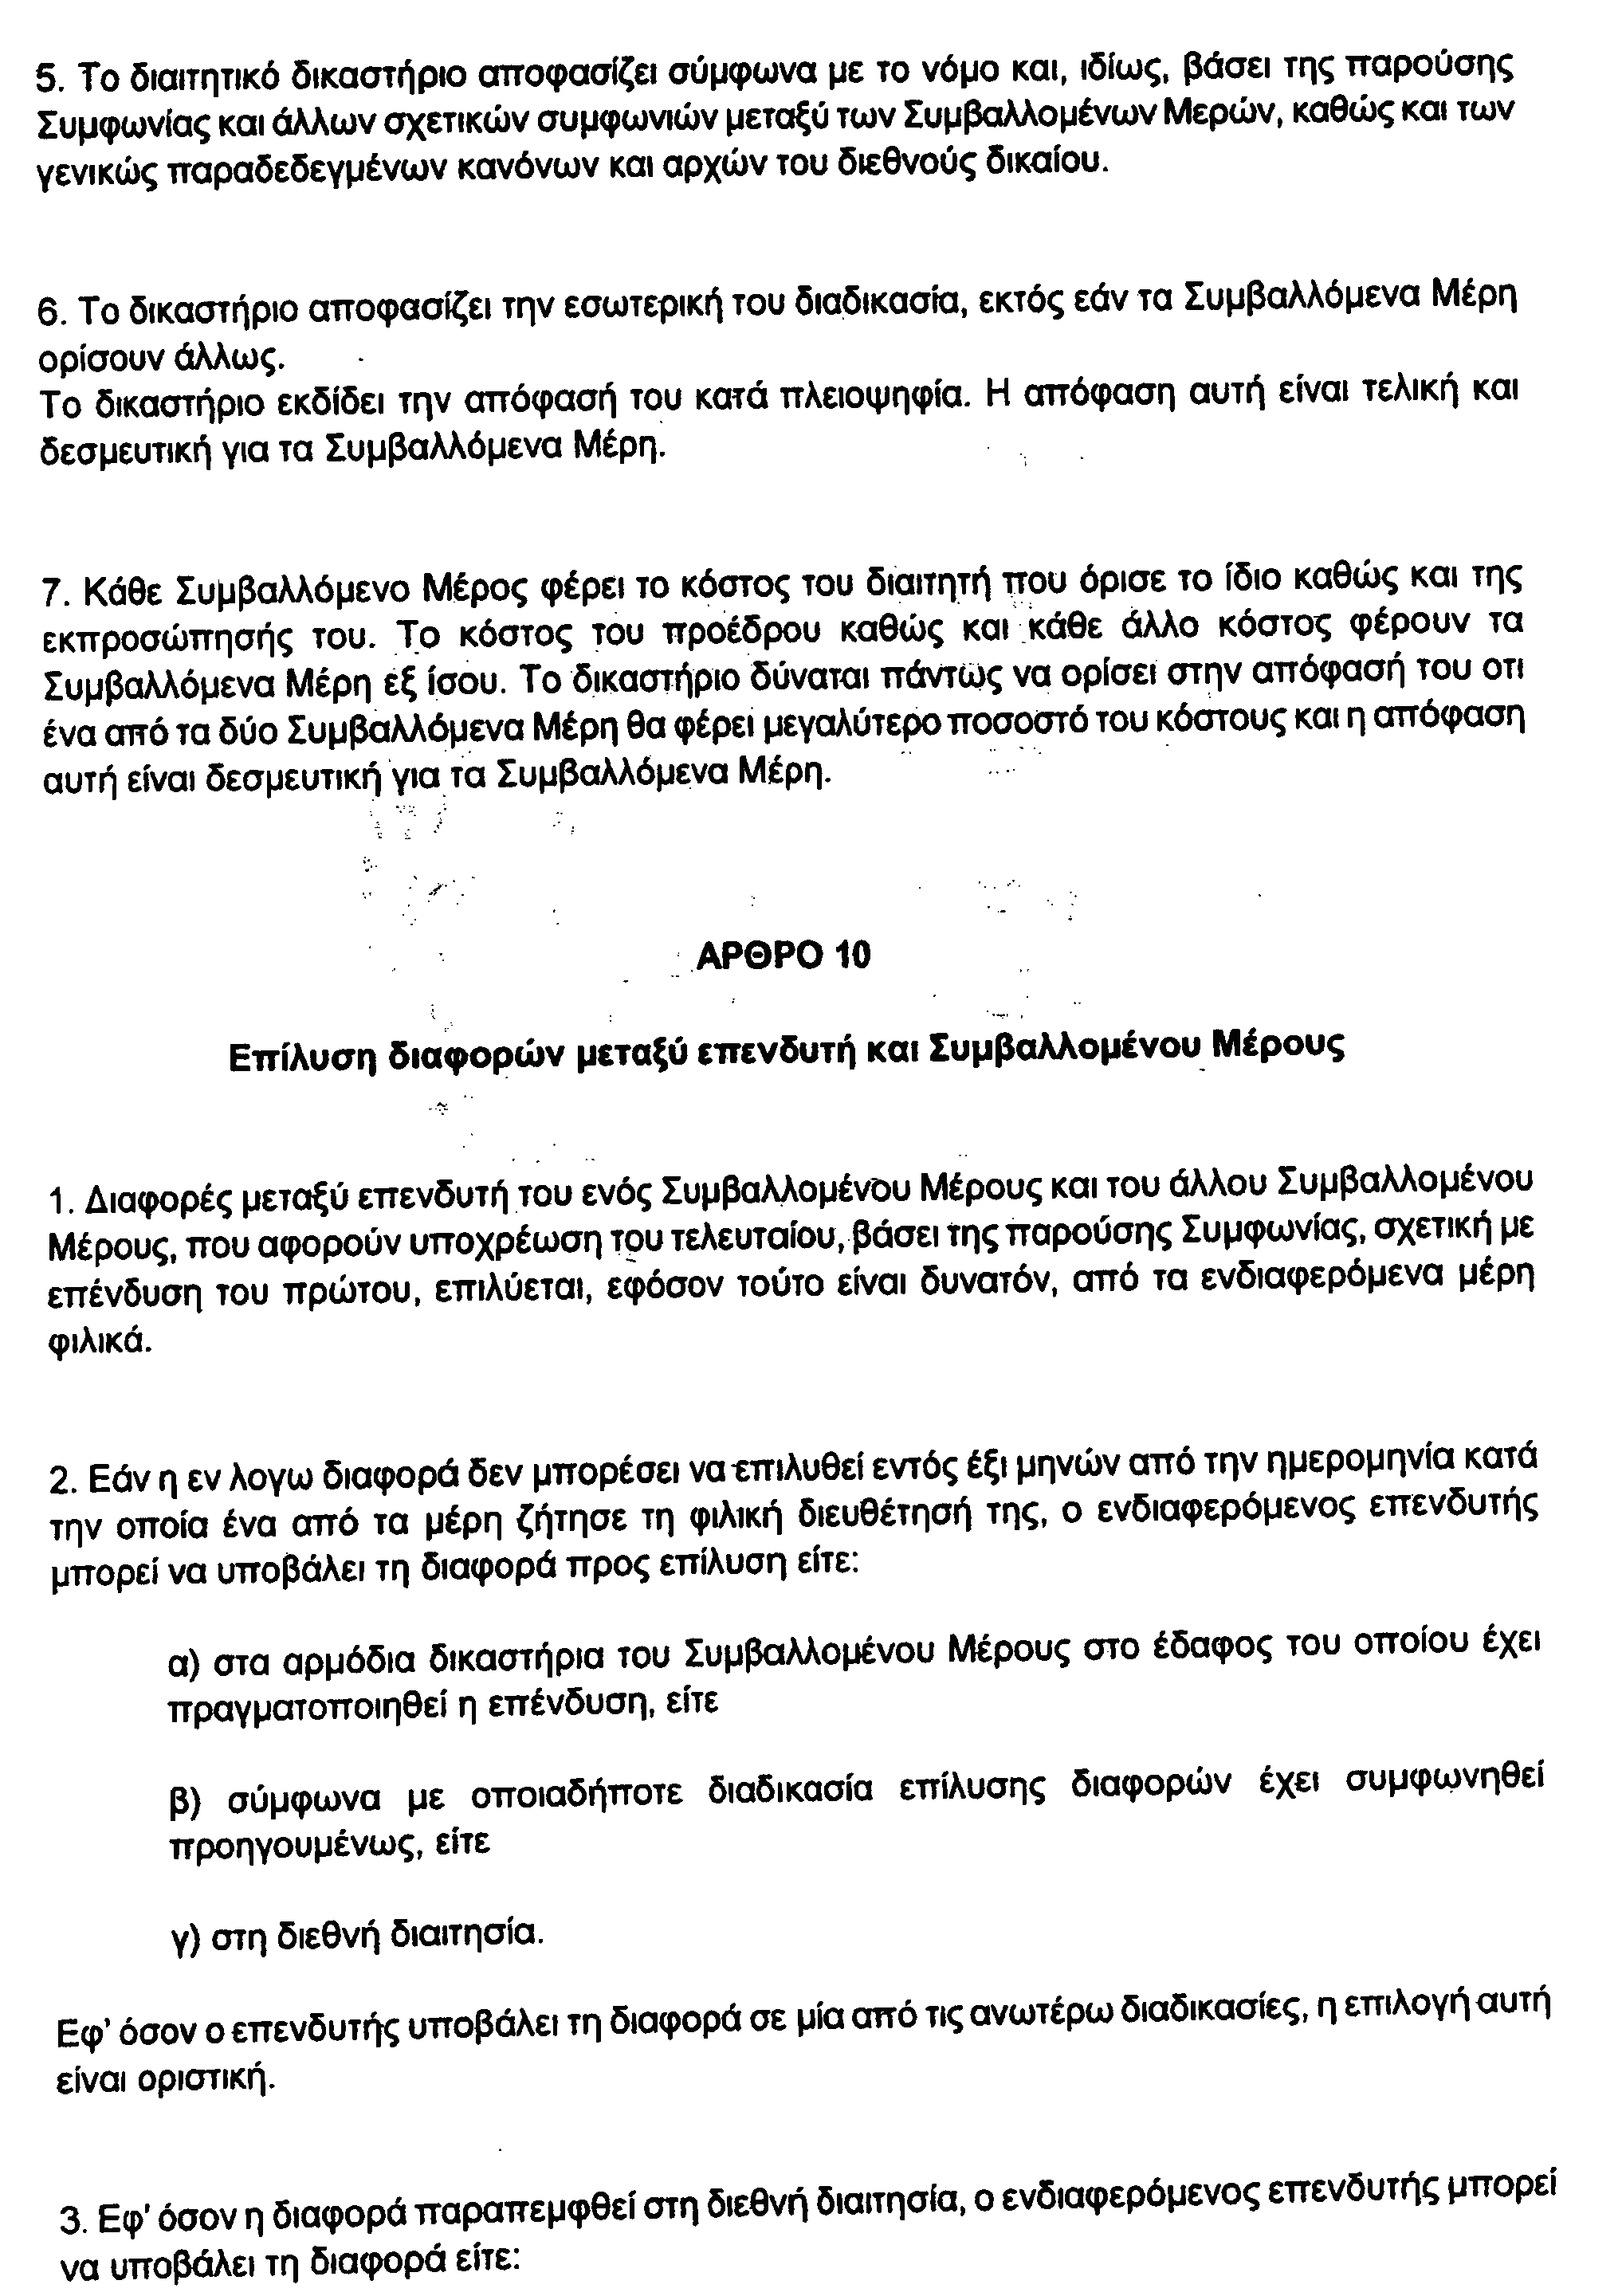 5. Το διαιτητικό δικαστήριο αποφασίζει σύμφωνα με το νόμο και, ιδίως, βάσει της παρούσης
Συμφωνίας και άλλων σχετικών συμφωνιών μεταξύ των Συμβαλλομένων Μερών, καθώς και των
γενικώς παραδεδεγμένων κανόνων και αρχών του διεθνούς δικαίου.
6. Το δικαστήριο αποφασίζει την εσωτερική του διαδικασία, εκτός εάν τα Συμβαλλόμενα Μέρη
ορίσουν άλλως.
Το δικαστήριο εκδίδει την απόφασή του κατά πλειοψηφία. Η απόφαση αυτή είναι τελική και
δεσμευτική για τα Συμβαλλόμενα Μέρη.
7. Κάθε Συμβαλλόμενο Μέρος φέρει το κόστος του διαιτητή που όρισε το ίδιο καθώς και της
εκπροσώπησής του. Το κόστος του προέδρου καθώς και κάθε άλλο κόστος φέρουν τα
Συμβαλλόμενα Μέρη εξ ίσου. Το δικαστήριο δύναται πάντως να ορίσει στην απόφασή του οτι
ένα από τα δύο Συμβαλλόμενα Μέρη θα φέρει μεγαλύτερο ποσοστό του κόστους και η απόφαση
αυτή είναι δεσμευτική για τα Συμβαλλόμενα Μέρη.
ΑΡΘΡΟ 10
Επίλυση διαφορών μεταξύ επενδυτή και Συμβαλλομένου Μέρους
1. Διαφορές μεταξύ επενδυτή του ενός Συμβαλλομένου Μέρους και του άλλου Συμβαλλομένου
Μέρους, που αφορούν υποχρέωση του τελευταίου, βάσει της παρούσης Συμφωνίας, σχετική με
επένδυση του πρώτου, επιλύεται, εφόσον τούτο είναι δυνατόν, από τα ενδιαφερόμενα μέρη
φιλικά.
2. Εάν η εν λογω διαφορά δεν μπορέσει να επιλυθεί εντός έξι μηνών από την ημερομηνία κατά
την οποία ένα από τα μέρη ζήτησε τη φιλική διευθέτησή της, ο ενδιαφερόμενος επενδυτής
μπορεί να υποβάλει τη διαφορά προς επίλυση είτε:
α) στα αρμόδια δικαστήρια του Συμβαλλομένου Μέρους στο έδαφος του οποίου έχει
πραγματοποιηθεί η επένδυση, είτε
β) σύμφωνα με οποιαδήποτε διαδικασία επίλυσης διαφορών έχει συμφωνηθεί
προηγουμένως, είτε
γ) στη διεθνή διαιτησία.
Εφ' όσον ο επενδυτής υποβάλει τη διαφορά σε μία από τις ανωτέρω διαδικασίες, η επιλογή αυτή
είναι οριστική.
3. Εφ' όσον η διαφορά παραπεμφθεί στη διεθνή διαιτησία, ο ενδιαφερόμενος επενδυτής μπορεί
να υποβάλει τη διαφορά είτε: